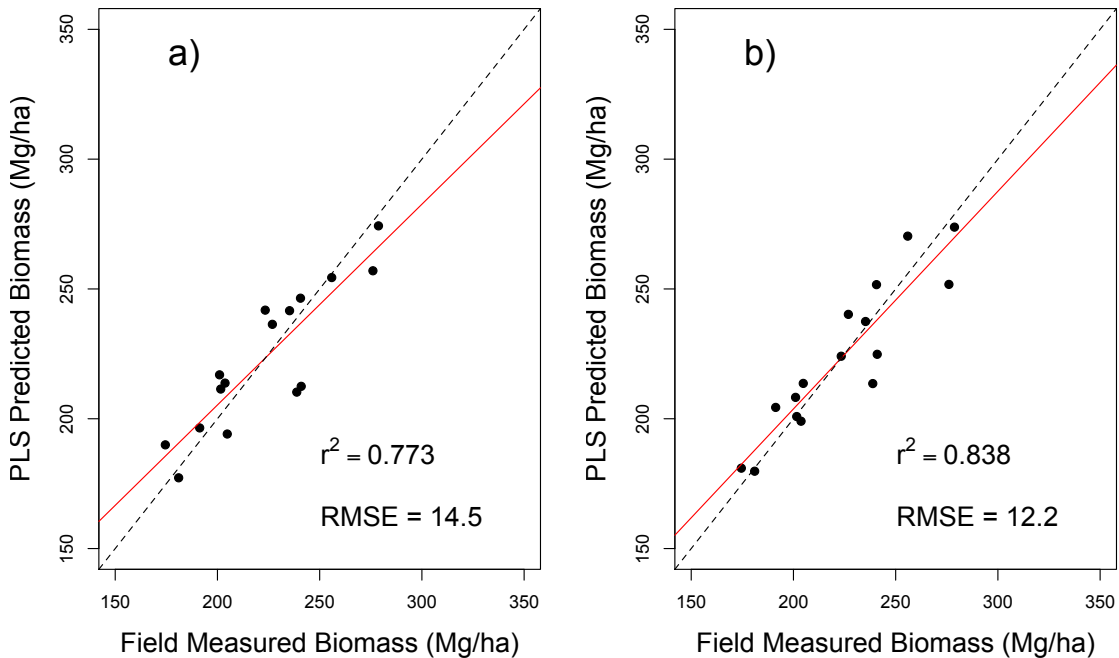 a)
PLS Predicted Biomass (Mg/ha)
350
300
250
200
150
r² = 0.773
RMSE = 14.5
150 200 250 300 350
Field Measured Biomass (Mg/ha)
b)
PLS Predicted Biomass (Mg/ha)
350
300
250
200
150
r² = 0.838
RMSE = 12.2
150 200 250 300 350
Field Measured Biomass (Mg/ha)